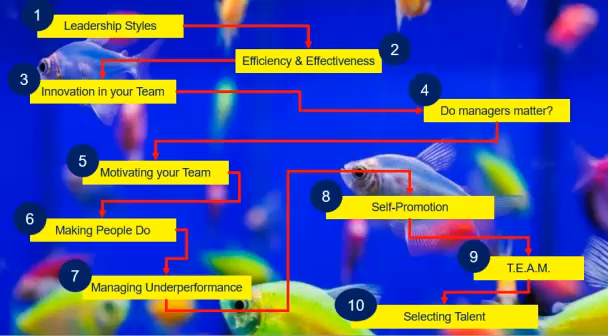 1
Leadership Styles
2
Efficiency & Effectiveness
3
Innovation in your Team
4
Do managers matter?
5
Motivating your Team
6
Making People Do
7
Managing Underperformance
8
Self-Promotion
9
T.E.A.M.
10
Selecting Talent